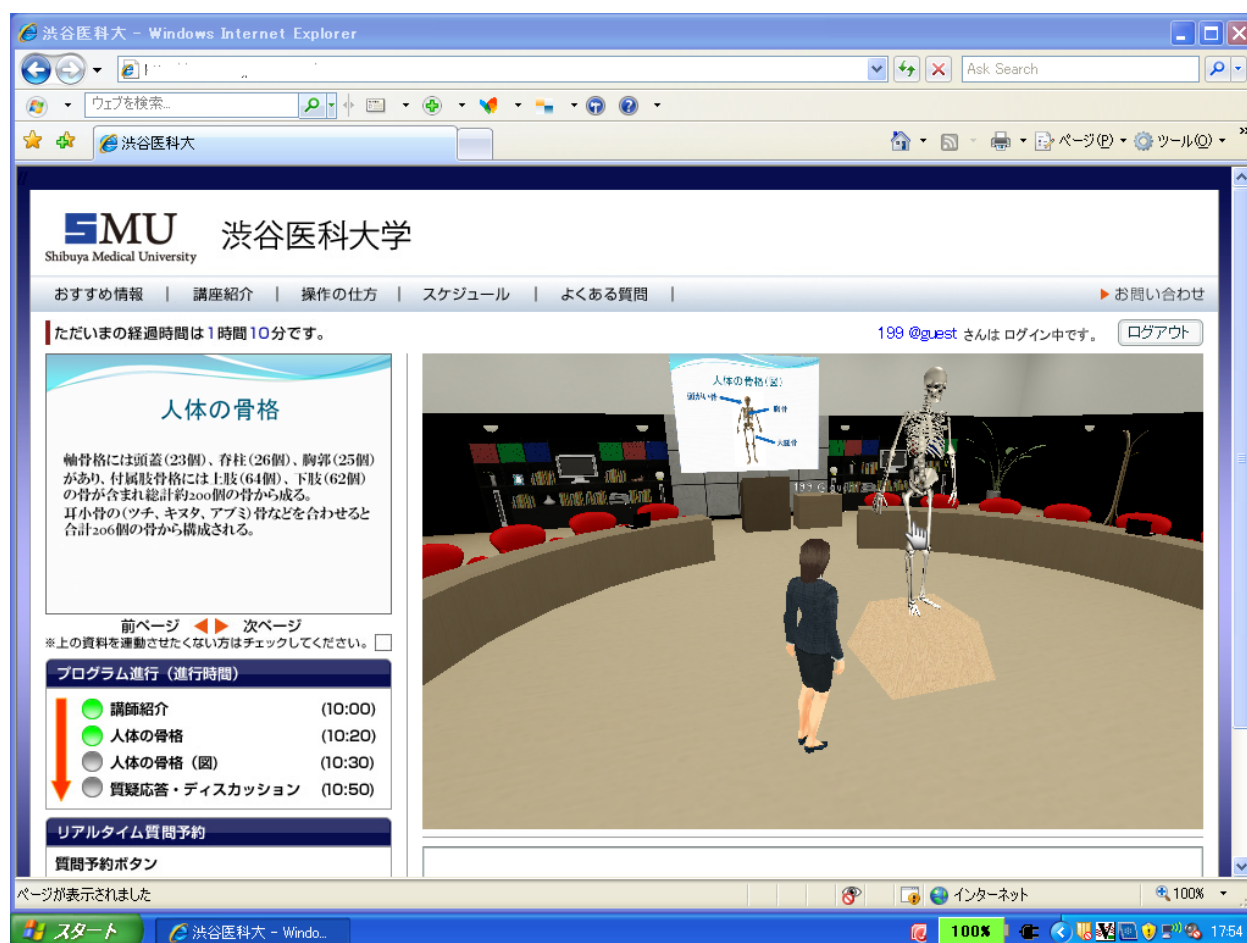 渋谷医科大 - Windows Internet Explorer
Ask Search
ウェブを検索...
渋谷医科大
ページ(P)
ツール(O)
SMU
Shibuya Medical University
渋谷医科大学
おすすめ情報 | 講座紹介 | 操作の仕方 | スケジュール | よくある質問 |
お問い合わせ
ただいまの経過時間は1時間10分です。
199 @guest さんは ログイン中です。
ログアウト
人体の骨格
軸骨格には頭蓋(23個)、脊柱(26個)、胸郭(25個)
があり、付属肢骨格には上肢(64個)、下肢(62個)
の骨が含まれ総計約200個の骨から成る。
耳小骨の(ツチ、キヌタ、アブミ)骨などを合わせると
合計206個の骨から構成される。
人体の骨格(図)
頭がい骨
胸骨
大腿骨
前ページ 次ページ
※上の資料を連動させたくない方はチェックしてください。
プログラム進行(進行時間)
講師紹介 (10:00)
人体の骨格 (10:20)
人体の骨格(図) (10:30)
質疑応答・ディスカッション (10:50)
リアルタイム質問予約
質問予約ボタン
ページが表示されました
インターネット
100%
スタート
渋谷医科大 - Windo...
100%
17:54